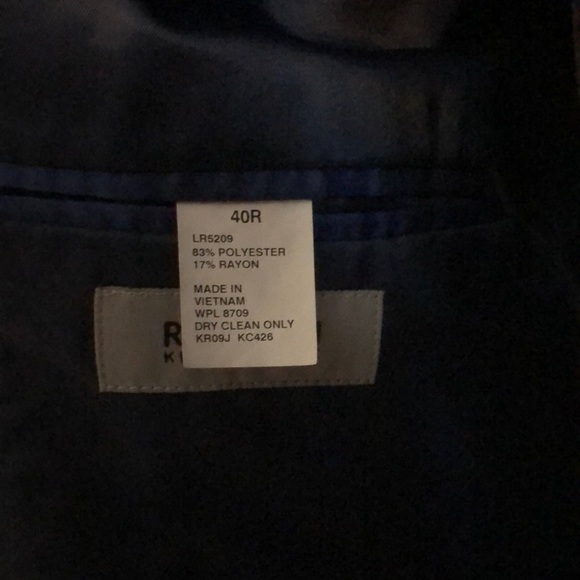 40R
LR5209
83% POLYESTER
17% RAYON
MADE IN
VIETNAM
WPL 8709
DRY CLEAN ONLY
KR09J KC426